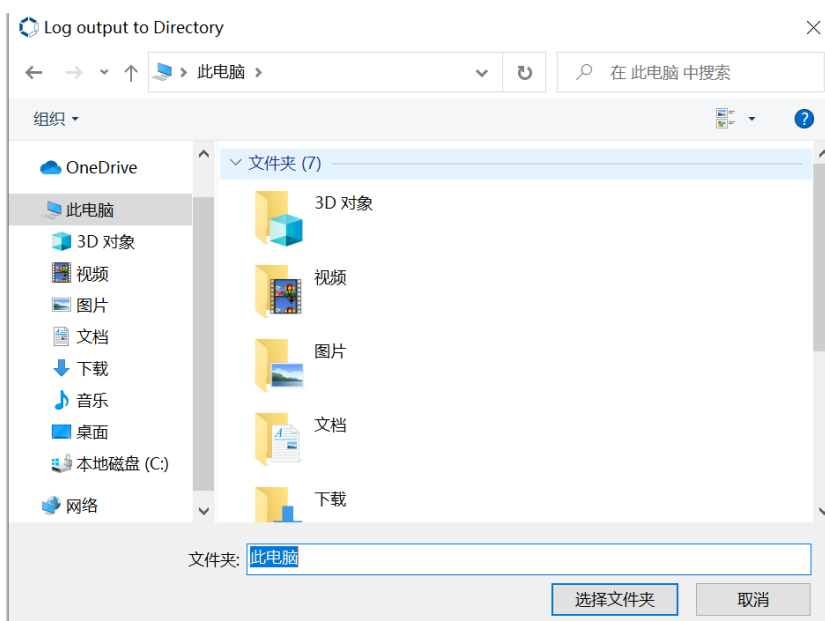 Log output to Directory
此电脑
在 此电脑 中搜索
组织
OneDrive
此电脑
3D 对象
视频
图片
文档
下载
音乐
桌面
本地磁盘 (C:)
网络
文件夹 (7)
3D 对象
视频
图片
文档
下载
文件夹: 此电脑
选择文件夹 取消